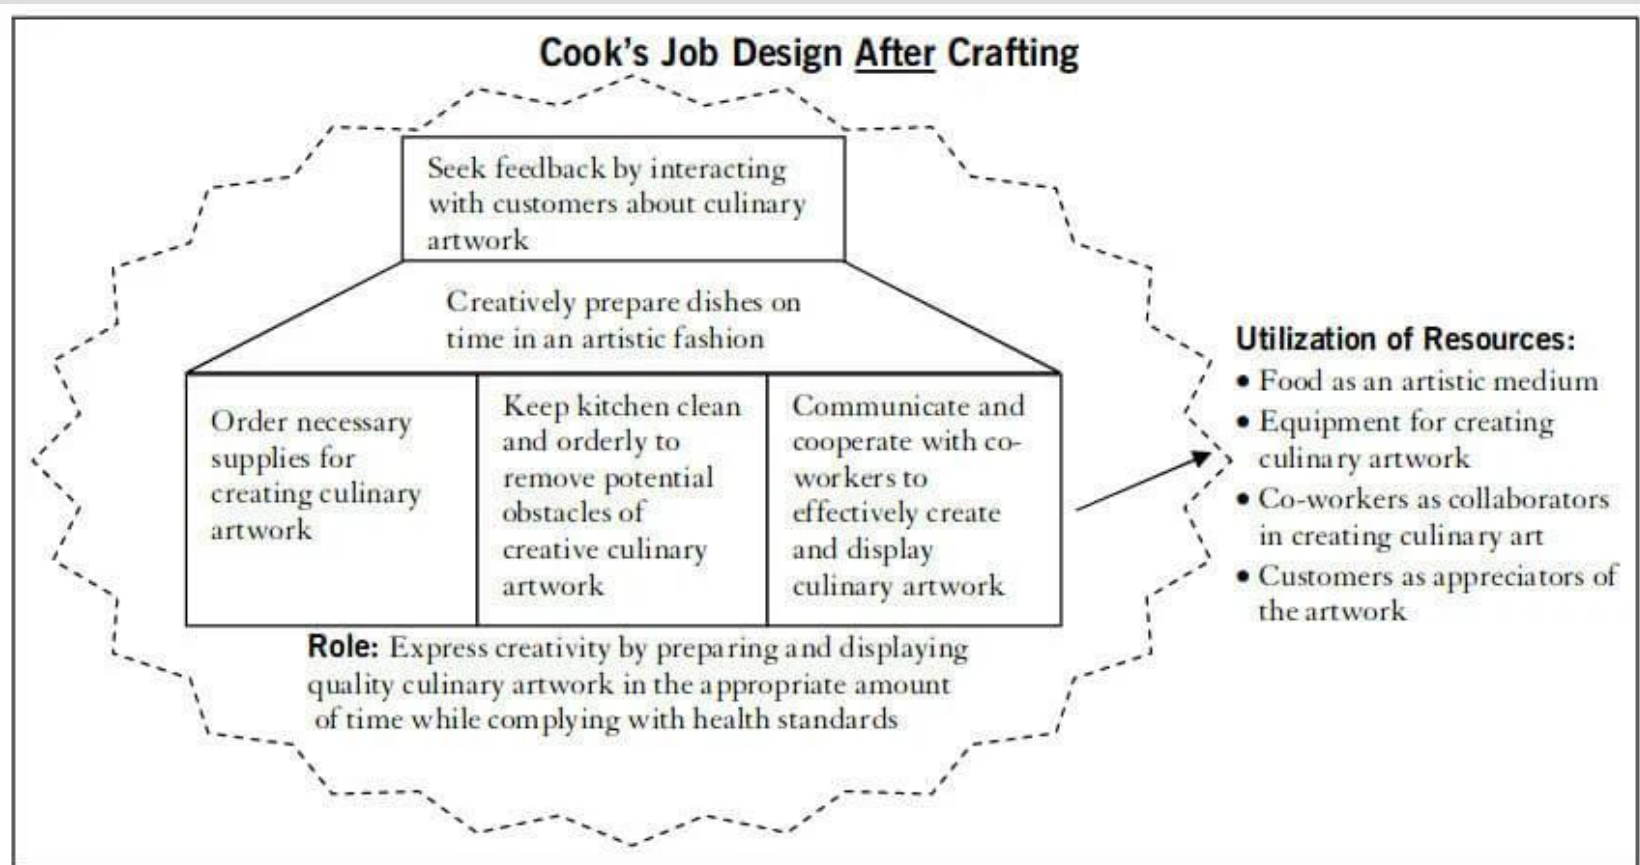 Cook's Job Design After Crafting
Seek feedback by interacting
with customers about culinary
artwork
Creatively prepare dishes on
time in an artistic fashion
Order necessary
supplies for
creating culinary
artwork
Keep kitchen clean
and orderly to
remove potential
obstacles of
creative culinary
artwork
Communicate and
cooperate with co-
workers to
effectively create
and display
culinary artwork
Role: Express creativity by preparing and displaying
quality culinary artwork in the appropriate amount
of time while complying with health standards
Utilization of Resources:
• Food as an artistic medium
• Equipment for creating
culinary artwork
• Co-workers as collaborators
in creating culinary art
• Customers as appreciators of
the artwork